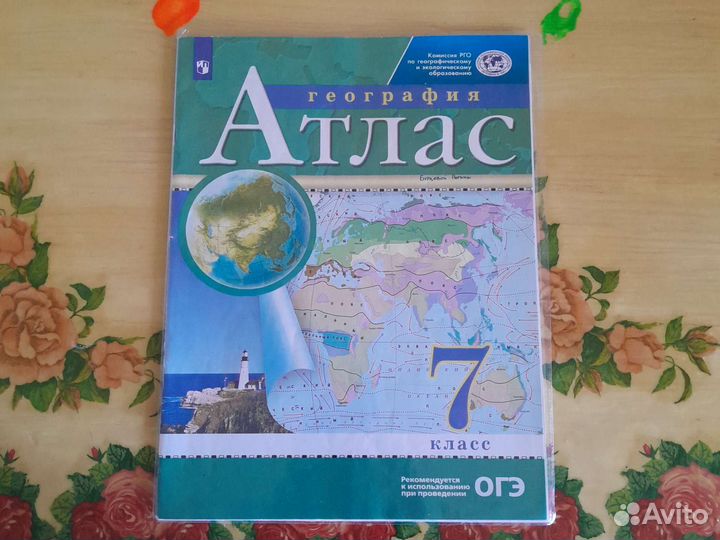 Комиссия РГО
по географическому
и экологическому
образованию
география
Атлас
7
класс
Рекомендуется
к использованию
при проведении
ОГЭ
Avito